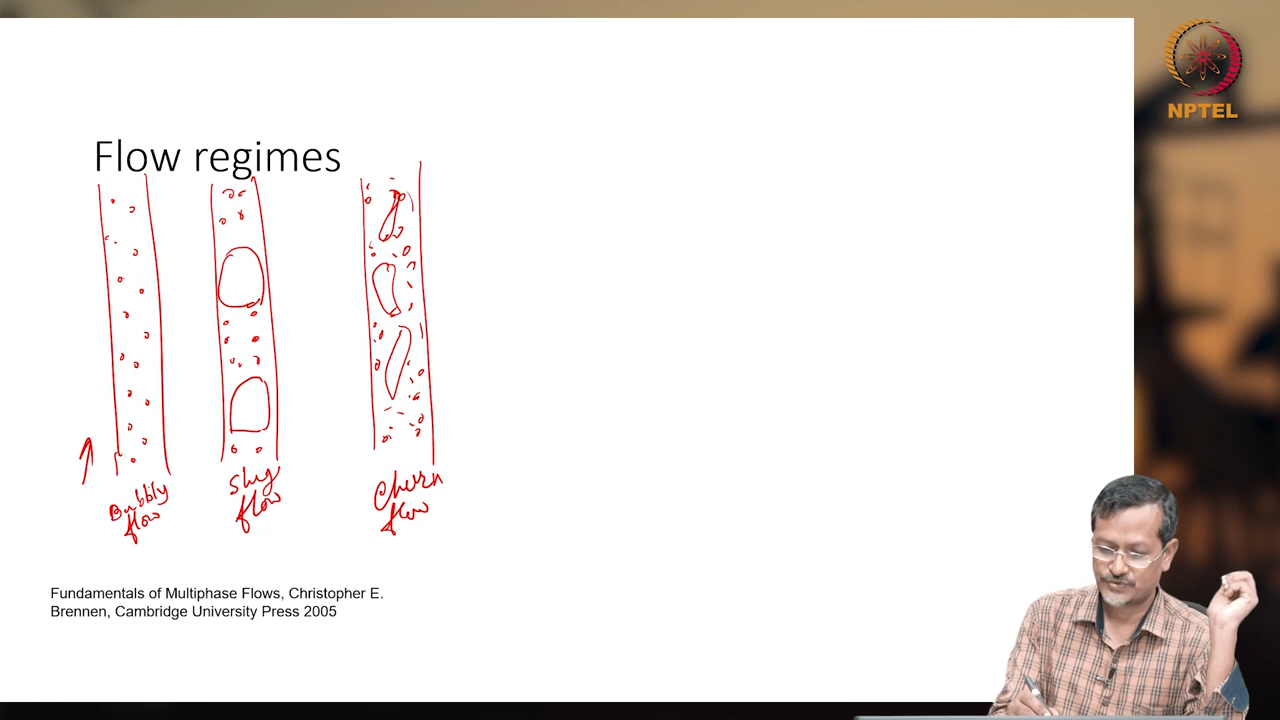 NPTEL
Flow regimes
Bubbly
flow
Slug
flow
Churn
flow
Fundamentals of Multiphase Flows, Christopher E.
Brennen, Cambridge University Press 2005